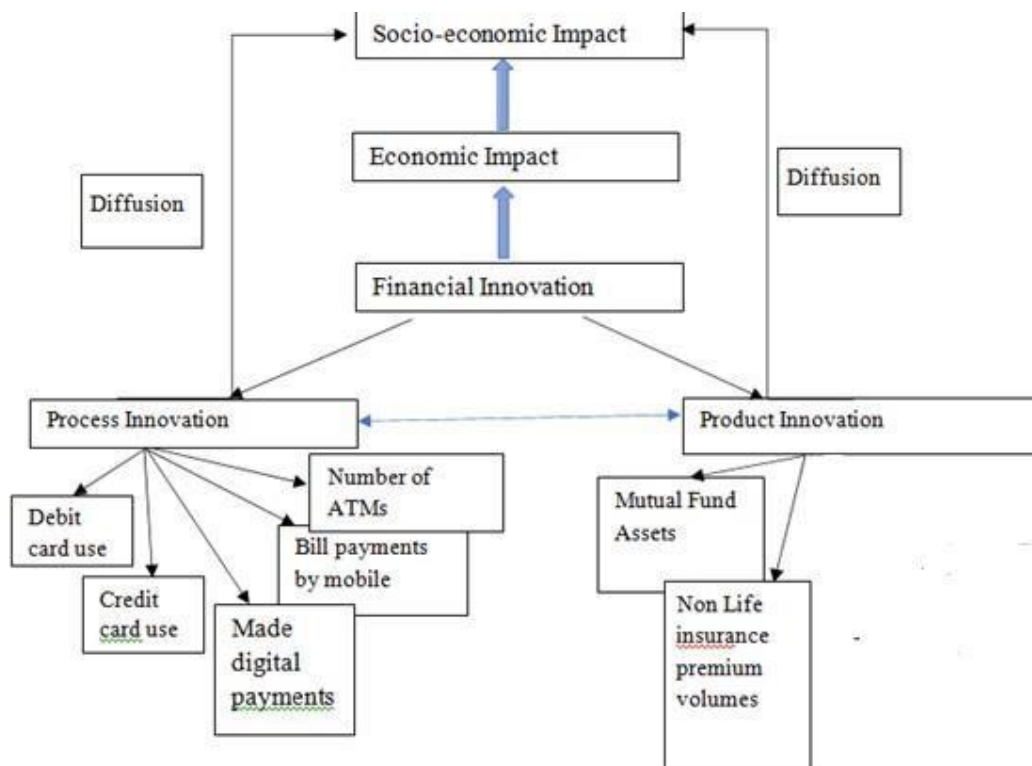 Socio-economic Impact
Economic Impact
Diffusion
Diffusion
Financial Innovation
Process Innovation
Product Innovation
Number of
ATMs
Mutual Fund
Assets
Debit
card use
Bill payments
by mobile
Credit
card use
Made
digital
payments
Non Life
insurance
premium
volumes